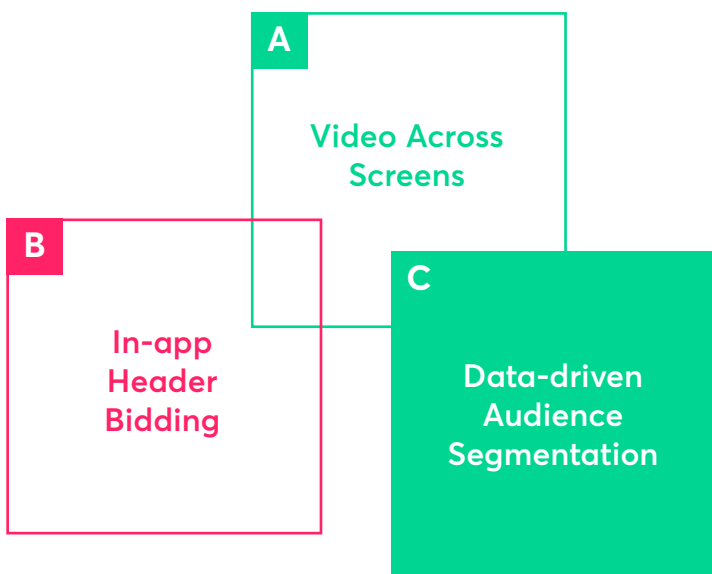 A
Video Across
Screens
B
In-app
Header
Bidding
C
Data-driven
Audience
Segmentation